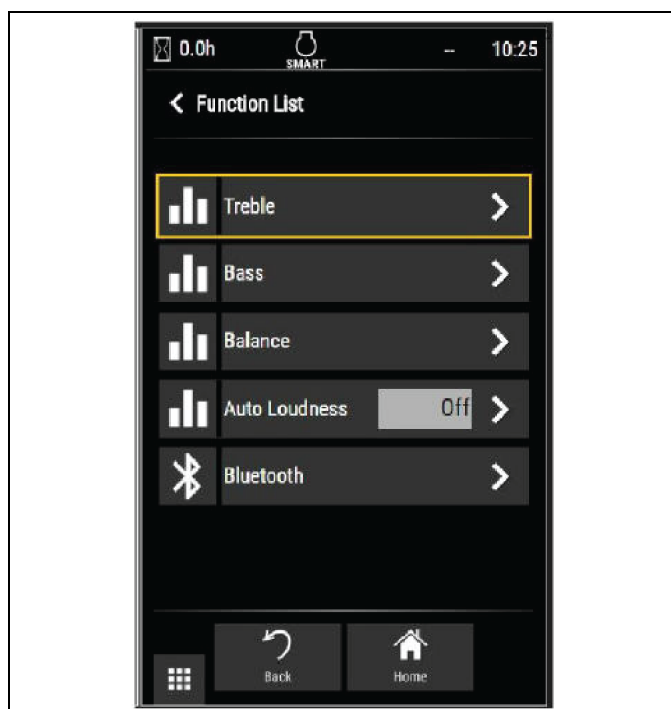 0.0h SMART -- 10:25
Function List
Treble
Bass
Balance
Auto Loudness Off
Bluetooth
Back Home